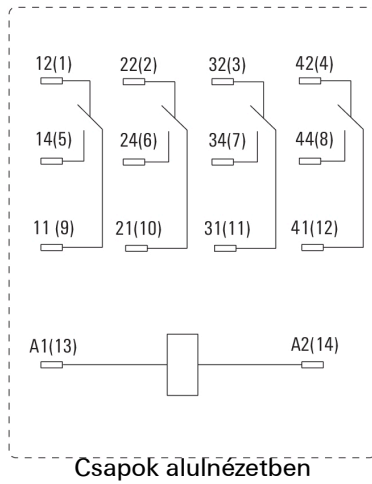 12(1) 22(2) 32(3) 42(4)
14(5) 24(6) 34(7) 44(8)
11 (9) 21(10) 31(11) 41(12)
A1(13) A2(14)
Csapok alulnézetben